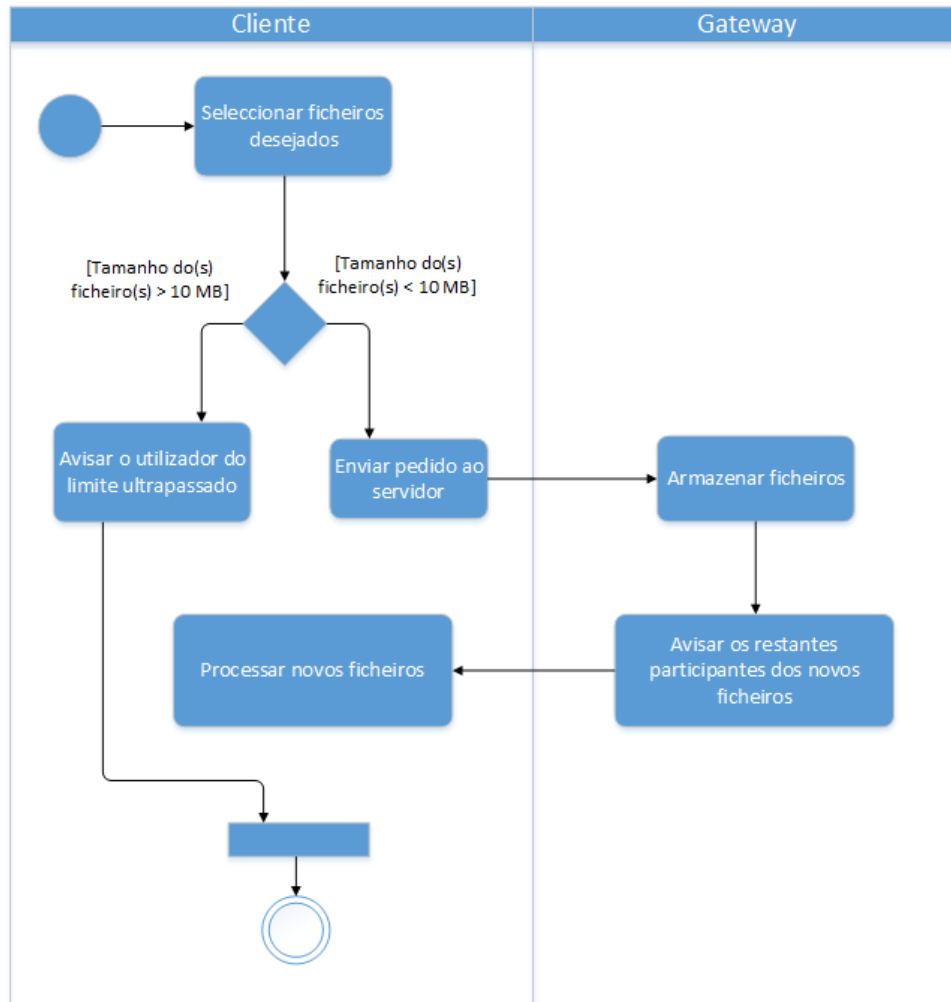 Cliente
Gateway
Seleccionar ficheiros
desejados
[Tamanho do(s)
ficheiro(s) > 10 MB]
[Tamanho do(s)
ficheiro(s) < 10 MB]
Avisar o utilizador do
limite ultrapassado
Enviar pedido ao
servidor
Armazenar ficheiros
Processar novos ficheiros
Avisar os restantes
participantes dos novos
ficheiros